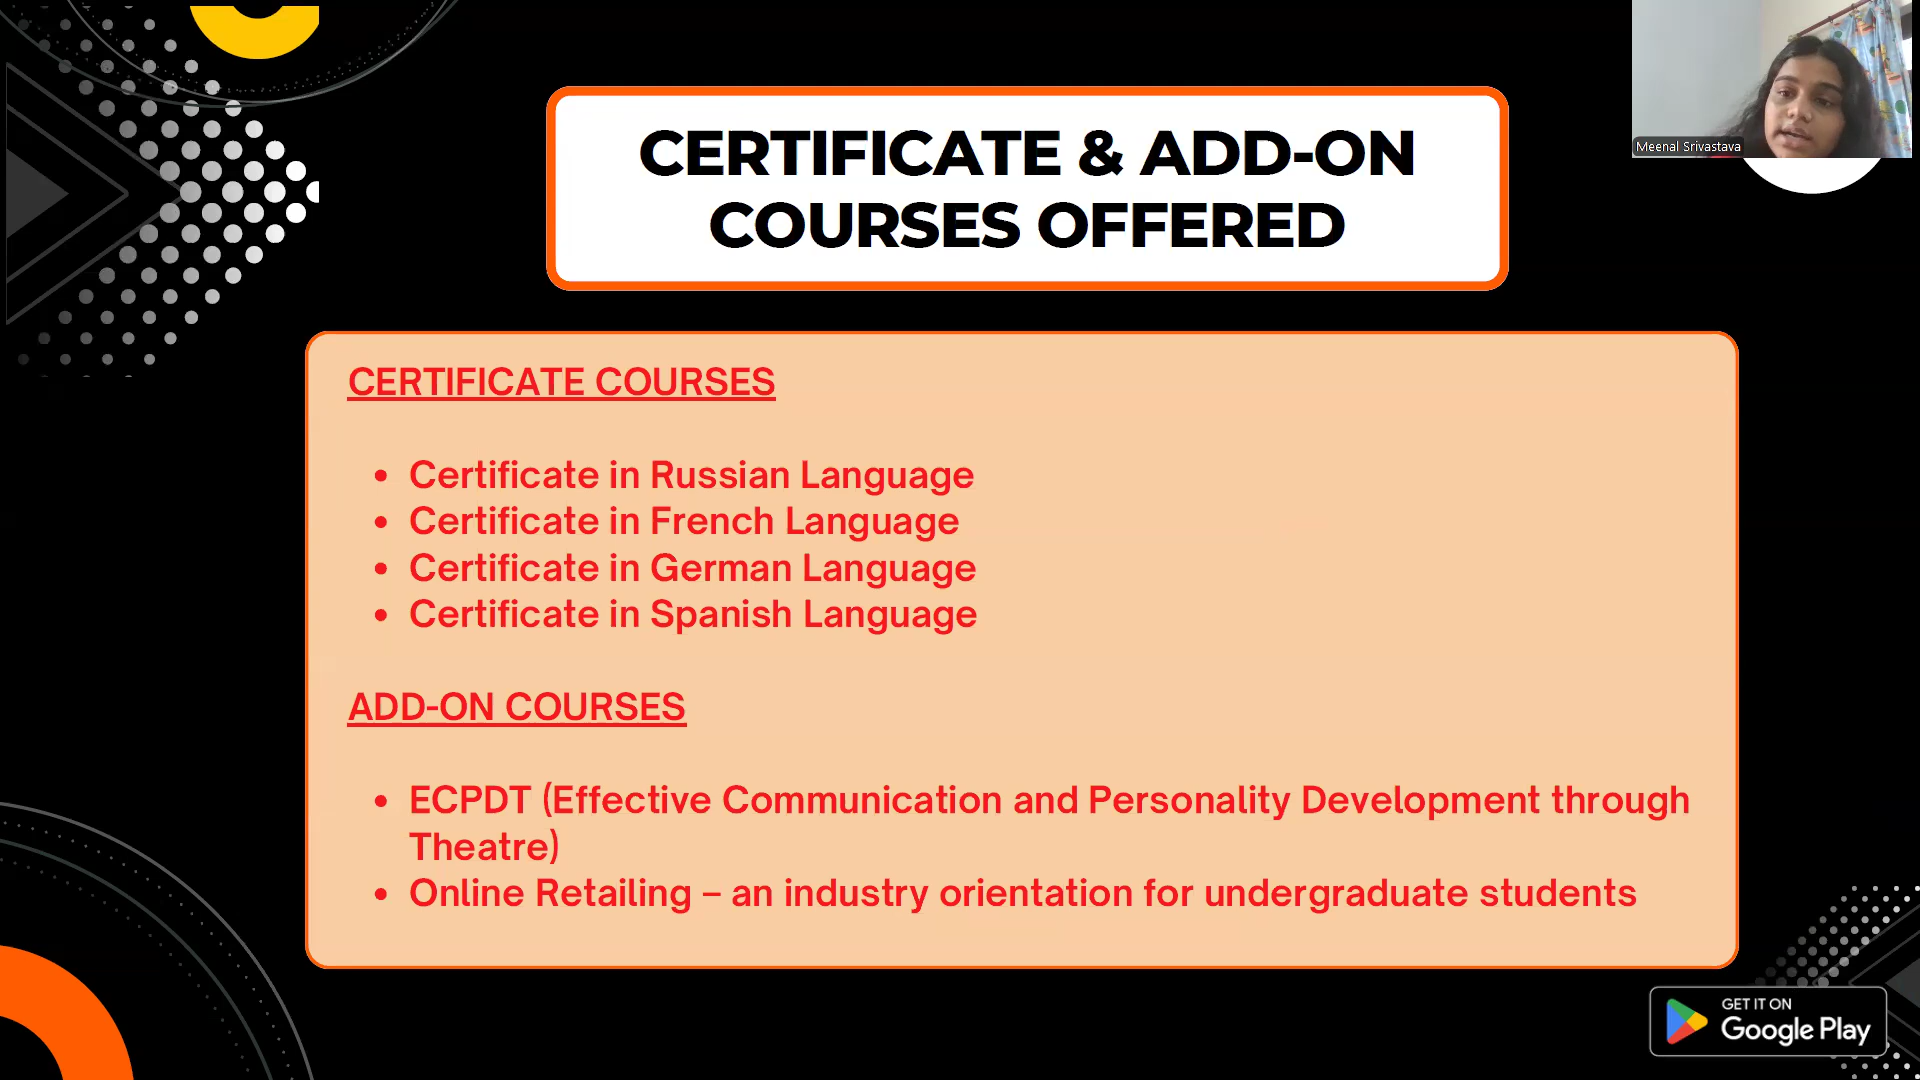 CERTIFICATE & ADD-ON
COURSES OFFERED
Meenal Srivastava
CERTIFICATE COURSES
• Certificate in Russian Language
• Certificate in French Language
• Certificate in German Language
• Certificate in Spanish Language
ADD-ON COURSES
• ECPDT (Effective Communication and Personality Development through
Theatre)
• Online Retailing – an industry orientation for undergraduate students
GET IT ON
Google Play